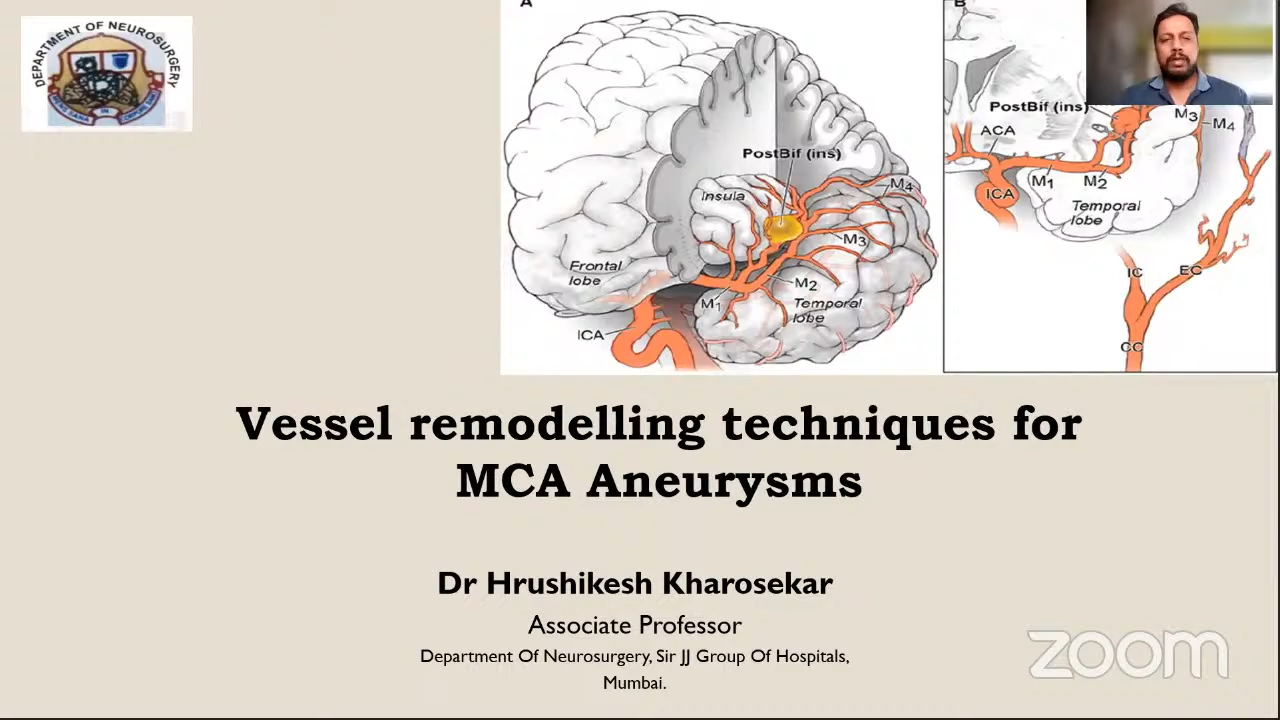 DEPARTMENT OF NEUROSURGERY
A
PostBif (ins)
Insula
M4
M3
Frontal
lobe
M1
M2
Temporal
lobe
ICA
B
PostBif (ins)
M3
M4
ACA
M1
M2
ICA
Temporal
lobe
IC
EC
CC
Vessel remodelling techniques for
MCA Aneurysms
Dr Hrushikesh Kharosekar
Associate Professor
Department Of Neurosurgery, Sir JJ Group Of Hospitals,
Mumbai.
zoom